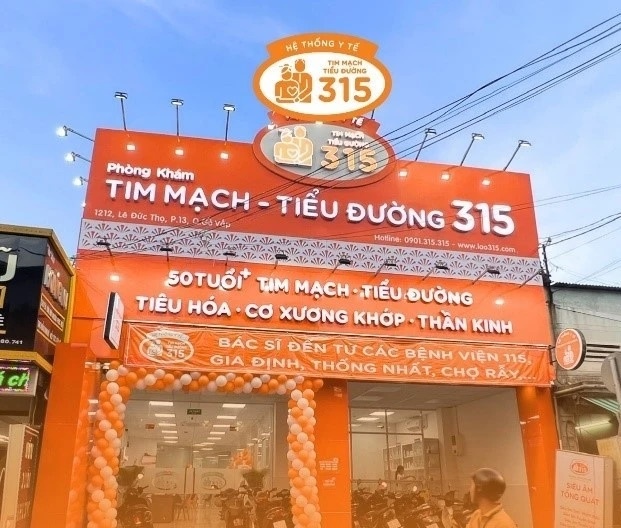 HỆ THỐNG Y TẾ
TIM MẠCH
TIỂU ĐƯỜNG
315
TIM MẠCH
TIỂU ĐƯỜNG
315
Phòng Khám
TIM MẠCH - TIỂU ĐƯỜNG 315
1212, Lê Đức Thọ, P.13, Q.Gò Vấp
Hotline: 0901.315.315 - www.lao315.com
50 TUỔI+ TIM MẠCH · TIỂU ĐƯỜNG
TIÊU HÓA · CƠ XƯƠNG KHỚP · THẦN KINH
315
BÁC SĨ ĐẾN TỪ CÁC BỆNH VIỆN 115,
GIA ĐỊNH, THỐNG NHẤT, CHỢ RẪY...
80.741
SIÊU ÂM
TỔNG QUÁT